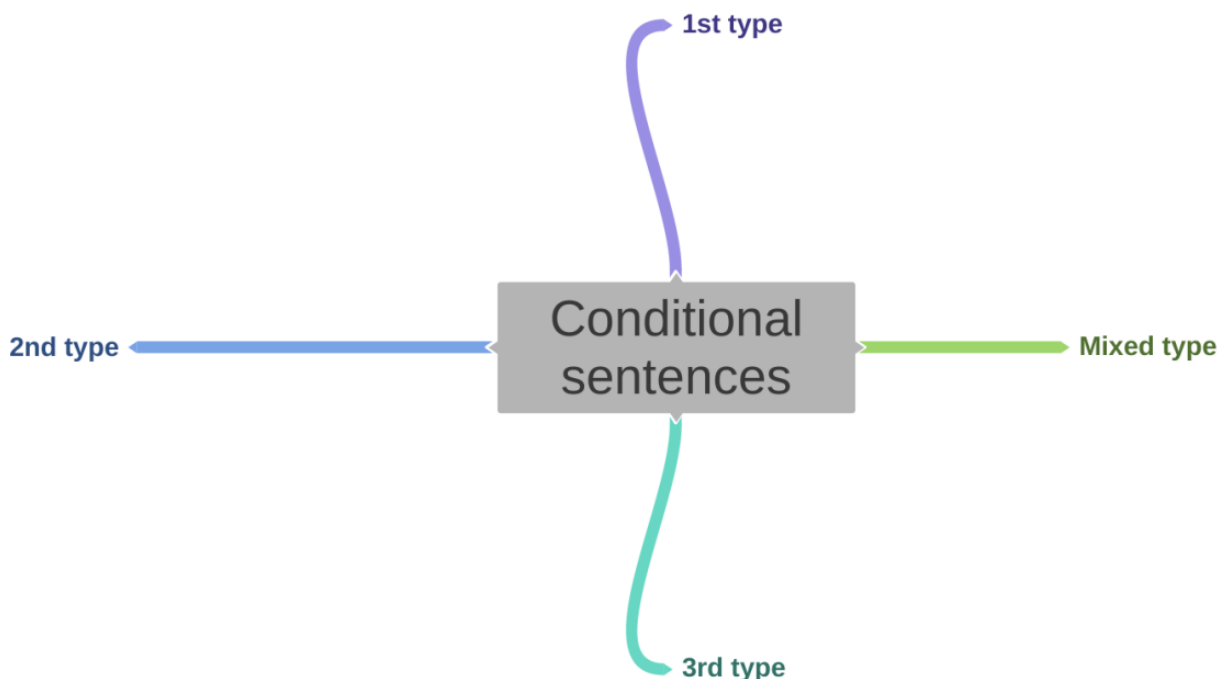 1st type
Conditional
sentences
2nd type
Mixed type
3rd type